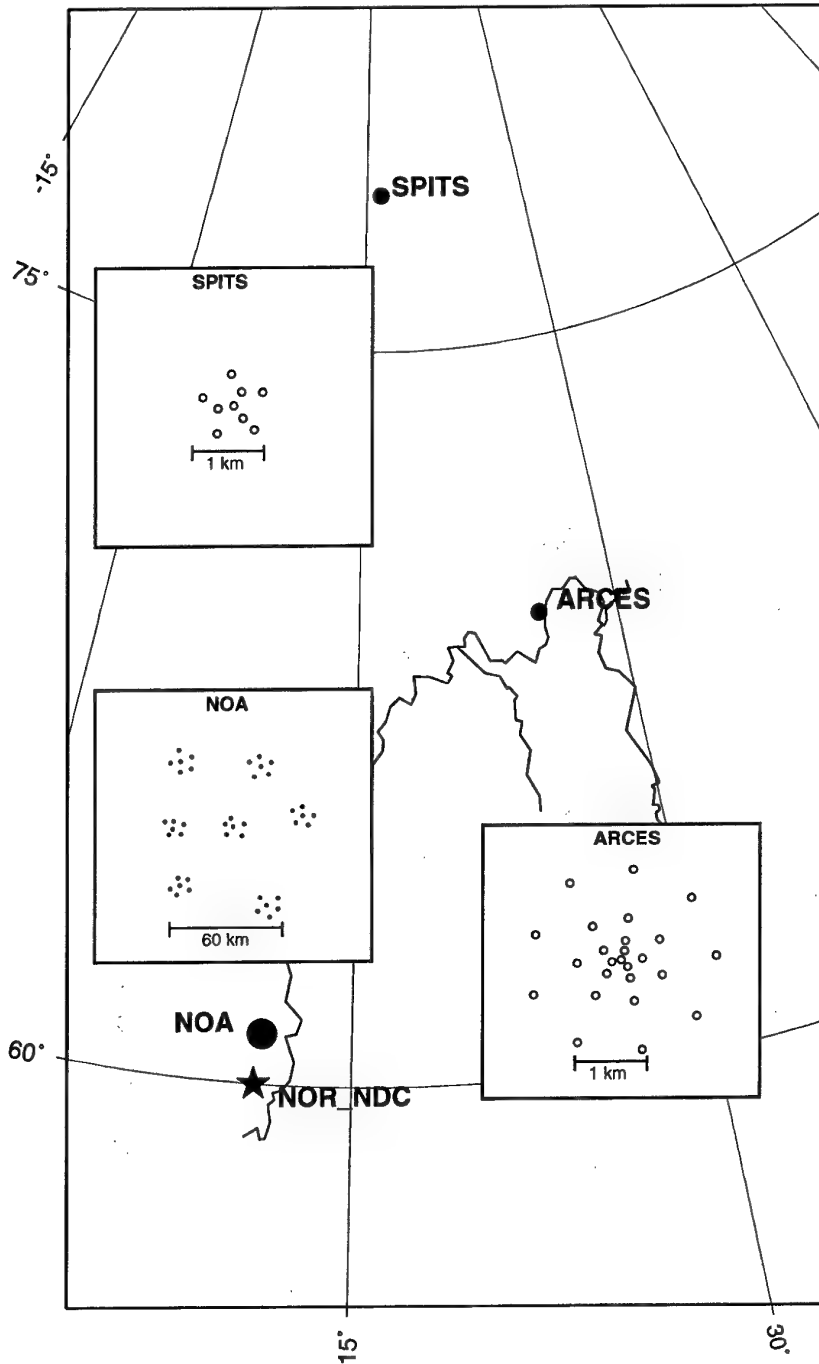 -15°
SPITS
75°
SPITS
1 km
ARCES
NOA
60 km
ARCES
1 km
NOA
60°
NOR_NDC
15°
30°